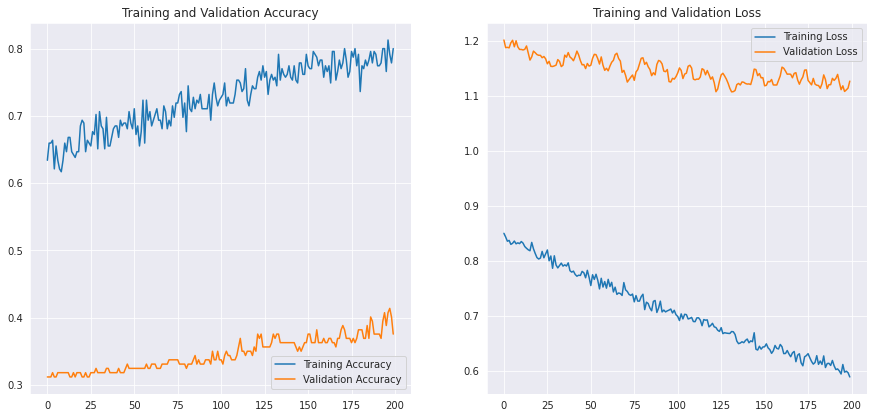 Training and Validation Accuracy
0.8
0.7
0.6
0.5
0.4
0.3
0 25 50 75 100 125 150 175 200
Training Accuracy
Validation Accuracy
Training and Validation Loss
1.2
1.1
1.0
0.9
0.8
0.7
0.6
0 25 50 75 100 125 150 175 200
Training Loss
Validation Loss